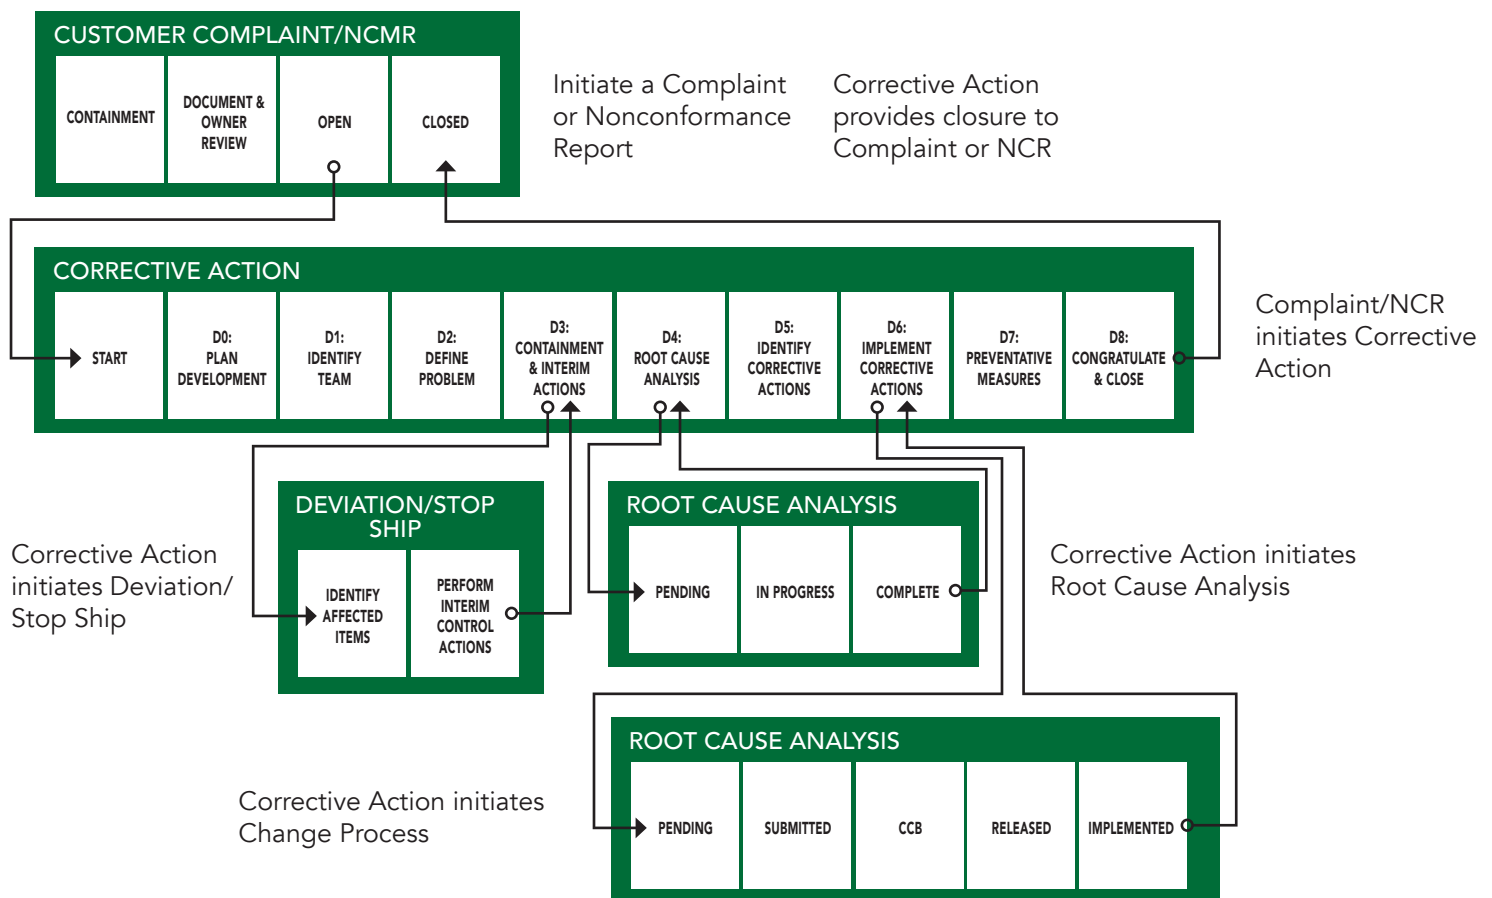 CUSTOMER COMPLAINT/NCMR
CONTAINMENT
DOCUMENT &
OWNER
REVIEW
OPEN
CLOSED
Initiate a Complaint
or Nonconformance
Report
Corrective Action
provides closure to
Complaint or NCR
CORRECTIVE ACTION
START
D0:
PLAN
DEVELOPMENT
D1:
IDENTIFY
TEAM
D2:
DEFINE
PROBLEM
D3:
CONTAINMENT
& INTERIM
ACTIONS
D4:
ROOT CAUSE
ANALYSIS
D5:
IDENTIFY
CORRECTIVE
ACTIONS
D6:
IMPLEMENT
CORRECTIVE
ACTIONS
D7:
PREVENTATIVE
MEASURES
D8:
CONGRATULATE
& CLOSE
Complaint/NCR
initiates Corrective
Action
DEVIATION/STOP
SHIP
IDENTIFY
AFFECTED
ITEMS
PERFORM
INTERIM
CONTROL
ACTIONS
Corrective Action
initiates Deviation/
Stop Ship
ROOT CAUSE ANALYSIS
PENDING
IN PROGRESS
COMPLETE
Corrective Action initiates
Root Cause Analysis
ROOT CAUSE ANALYSIS
PENDING
SUBMITTED
CCB
RELEASED
IMPLEMENTED
Corrective Action initiates
Change Process